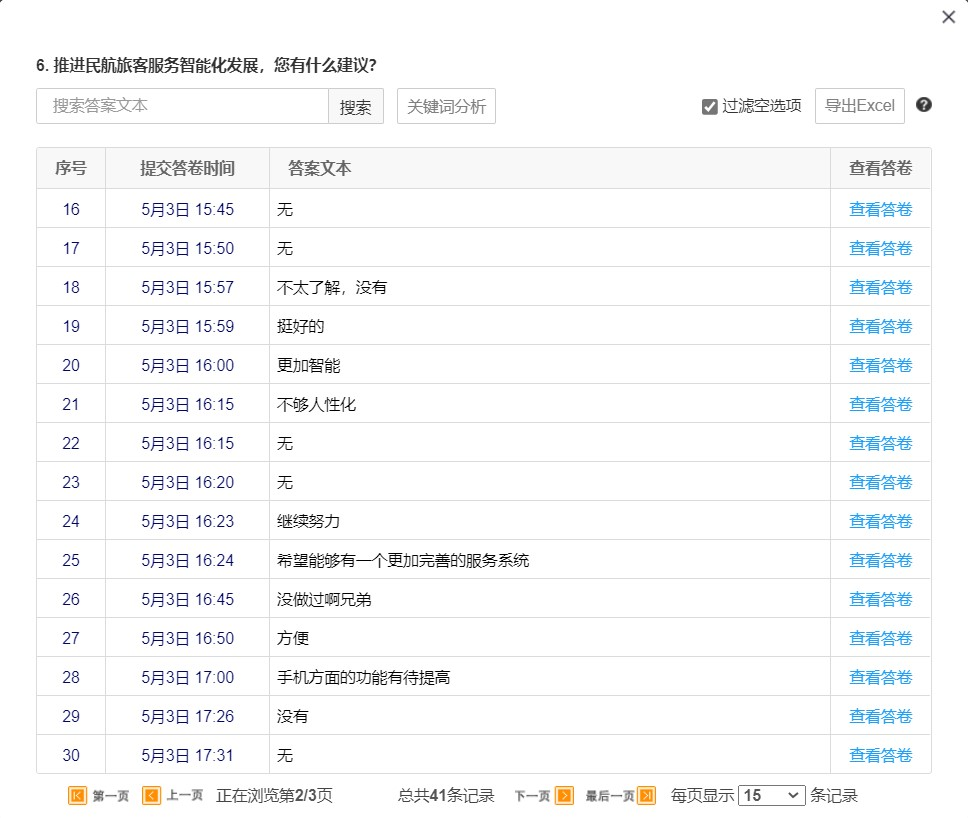 6. 推进民航旅客服务智能化发展，您有什么建议?
搜索答案文本 搜索 关键词分析 过滤空选项 导出Excel
序号 提交答卷时间 答案文本 查看答卷
16 5月3日 15:45 无 查看答卷
17 5月3日 15:50 无 查看答卷
18 5月3日 15:57 不太了解，没有 查看答卷
19 5月3日 15:59 挺好的 查看答卷
20 5月3日 16:00 更加智能 查看答卷
21 5月3日 16:15 不够人性化 查看答卷
22 5月3日 16:15 无 查看答卷
23 5月3日 16:20 无 查看答卷
24 5月3日 16:23 继续努力 查看答卷
25 5月3日 16:24 希望能够有一个更加完善的服务系统 查看答卷
26 5月3日 16:45 没做过啊兄弟 查看答卷
27 5月3日 16:50 方便 查看答卷
28 5月3日 17:00 手机方面的功能有待提高 查看答卷
29 5月3日 17:26 没有 查看答卷
30 5月3日 17:31 无 查看答卷
第一页 上一页 正在浏览第2/3页 总共41条记录 下一页 最后一页 每页显示 15 条记录